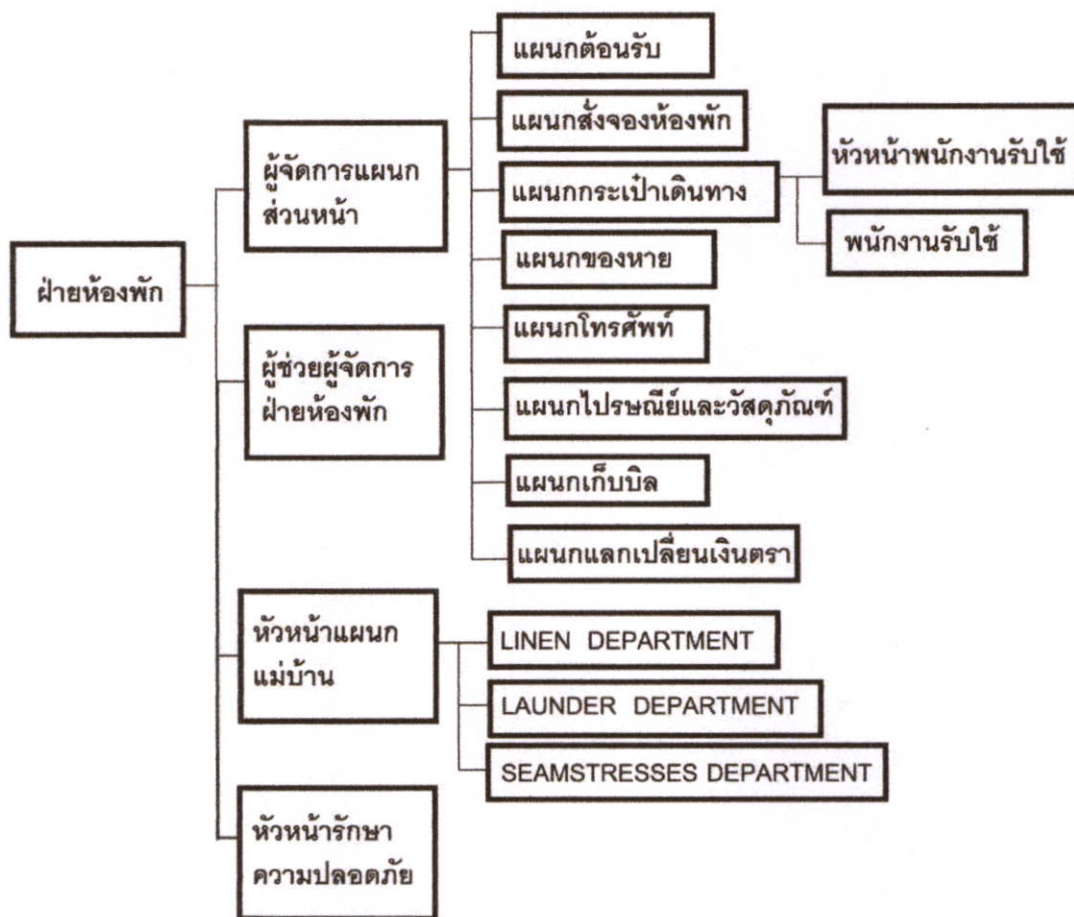 ฝ่ายห้องพัก
ผู้จัดการแผนก
ส่วนหน้า
แผนกต้อนรับ
แผนกสั่งจองห้องพัก
แผนกกระเป๋าเดินทาง
หัวหน้าพนักงานรับใช้
พนักงานรับใช้
แผนกของหาย
แผนกโทรศัพท์
แผนกไปรษณีย์และวัสดุภัณฑ์
แผนกเก็บบิล
แผนกแลกเปลี่ยนเงินตรา
ผู้ช่วยผู้จัดการ
ฝ่ายห้องพัก
หัวหน้าแผนก
แม่บ้าน
LINEN DEPARTMENT
LAUNDER DEPARTMENT
SEAMSTRESSES DEPARTMENT
หัวหน้ารักษา
ความปลอดภัย